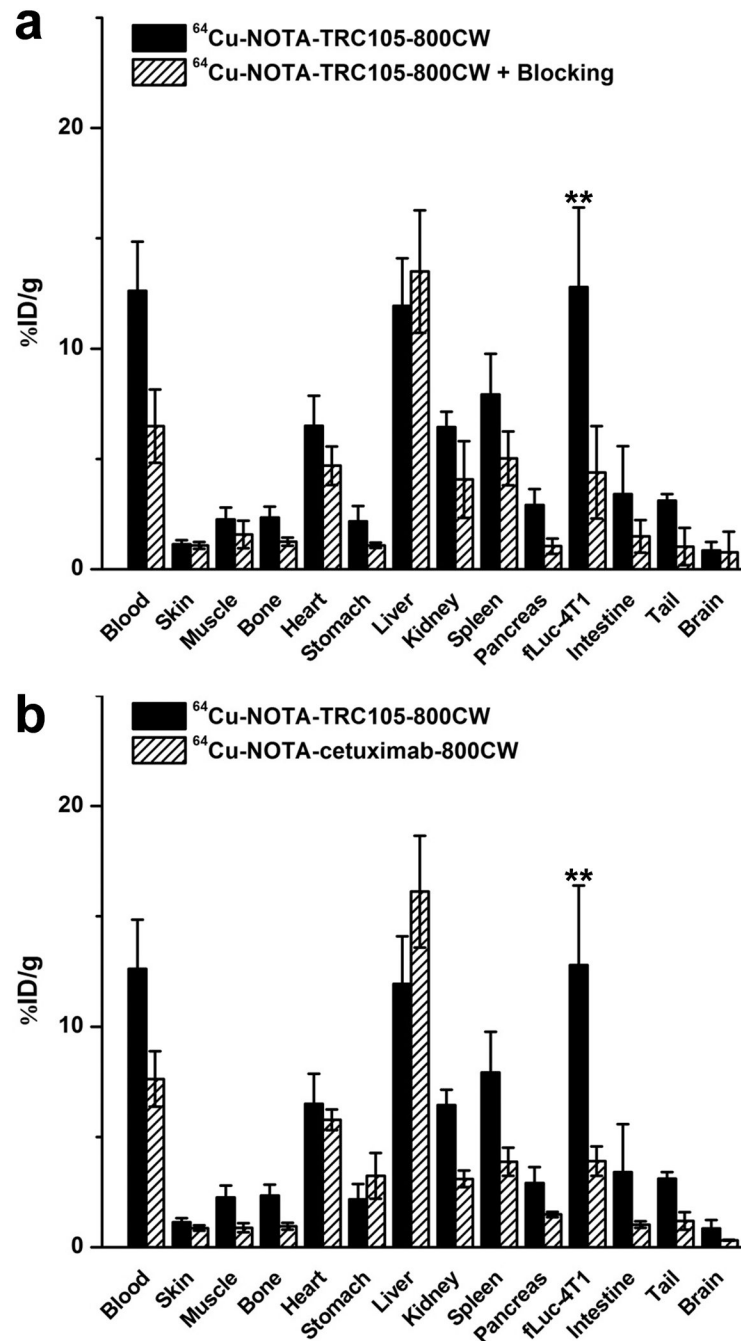 a
⁶⁴Cu-NOTA-TRC105-800CW
⁶⁴Cu-NOTA-TRC105-800CW + Blocking
20
10
0
%ID/g
**
Blood
Skin
Muscle
Bone
Heart
Stomach
Liver
Kidney
Spleen
Pancreas
fLuc-4T1
Intestine
Tail
Brain
b
⁶⁴Cu-NOTA-TRC105-800CW
⁶⁴Cu-NOTA-cetuximab-800CW
20
10
0
%ID/g
**
Blood
Skin
Muscle
Bone
Heart
Stomach
Liver
Kidney
Spleen
Pancreas
fLuc-4T1
Intestine
Tail
Brain